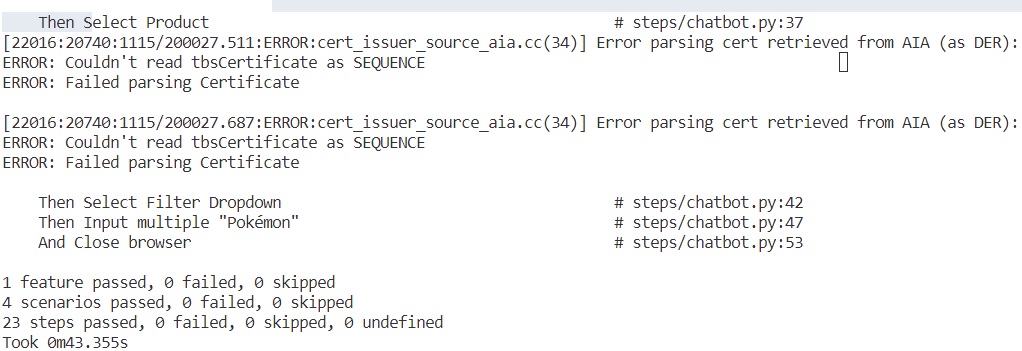 Then Select Product # steps/chatbot.py:37
[22016:20740:1115/200027.511:ERROR:cert_issuer_source_aia.cc(34)] Error parsing cert retrieved from AIA (as DER):
ERROR: Couldn't read tbsCertificate as SEQUENCE
ERROR: Failed parsing Certificate
[22016:20740:1115/200027.687:ERROR:cert_issuer_source_aia.cc(34)] Error parsing cert retrieved from AIA (as DER):
ERROR: Couldn't read tbsCertificate as SEQUENCE
ERROR: Failed parsing Certificate
Then Select Filter Dropdown # steps/chatbot.py:42
Then Input multiple "Pokémon" # steps/chatbot.py:47
And Close browser # steps/chatbot.py:53
1 feature passed, 0 failed, 0 skipped
4 scenarios passed, 0 failed, 0 skipped
23 steps passed, 0 failed, 0 skipped, 0 undefined
Took 0m43.355s